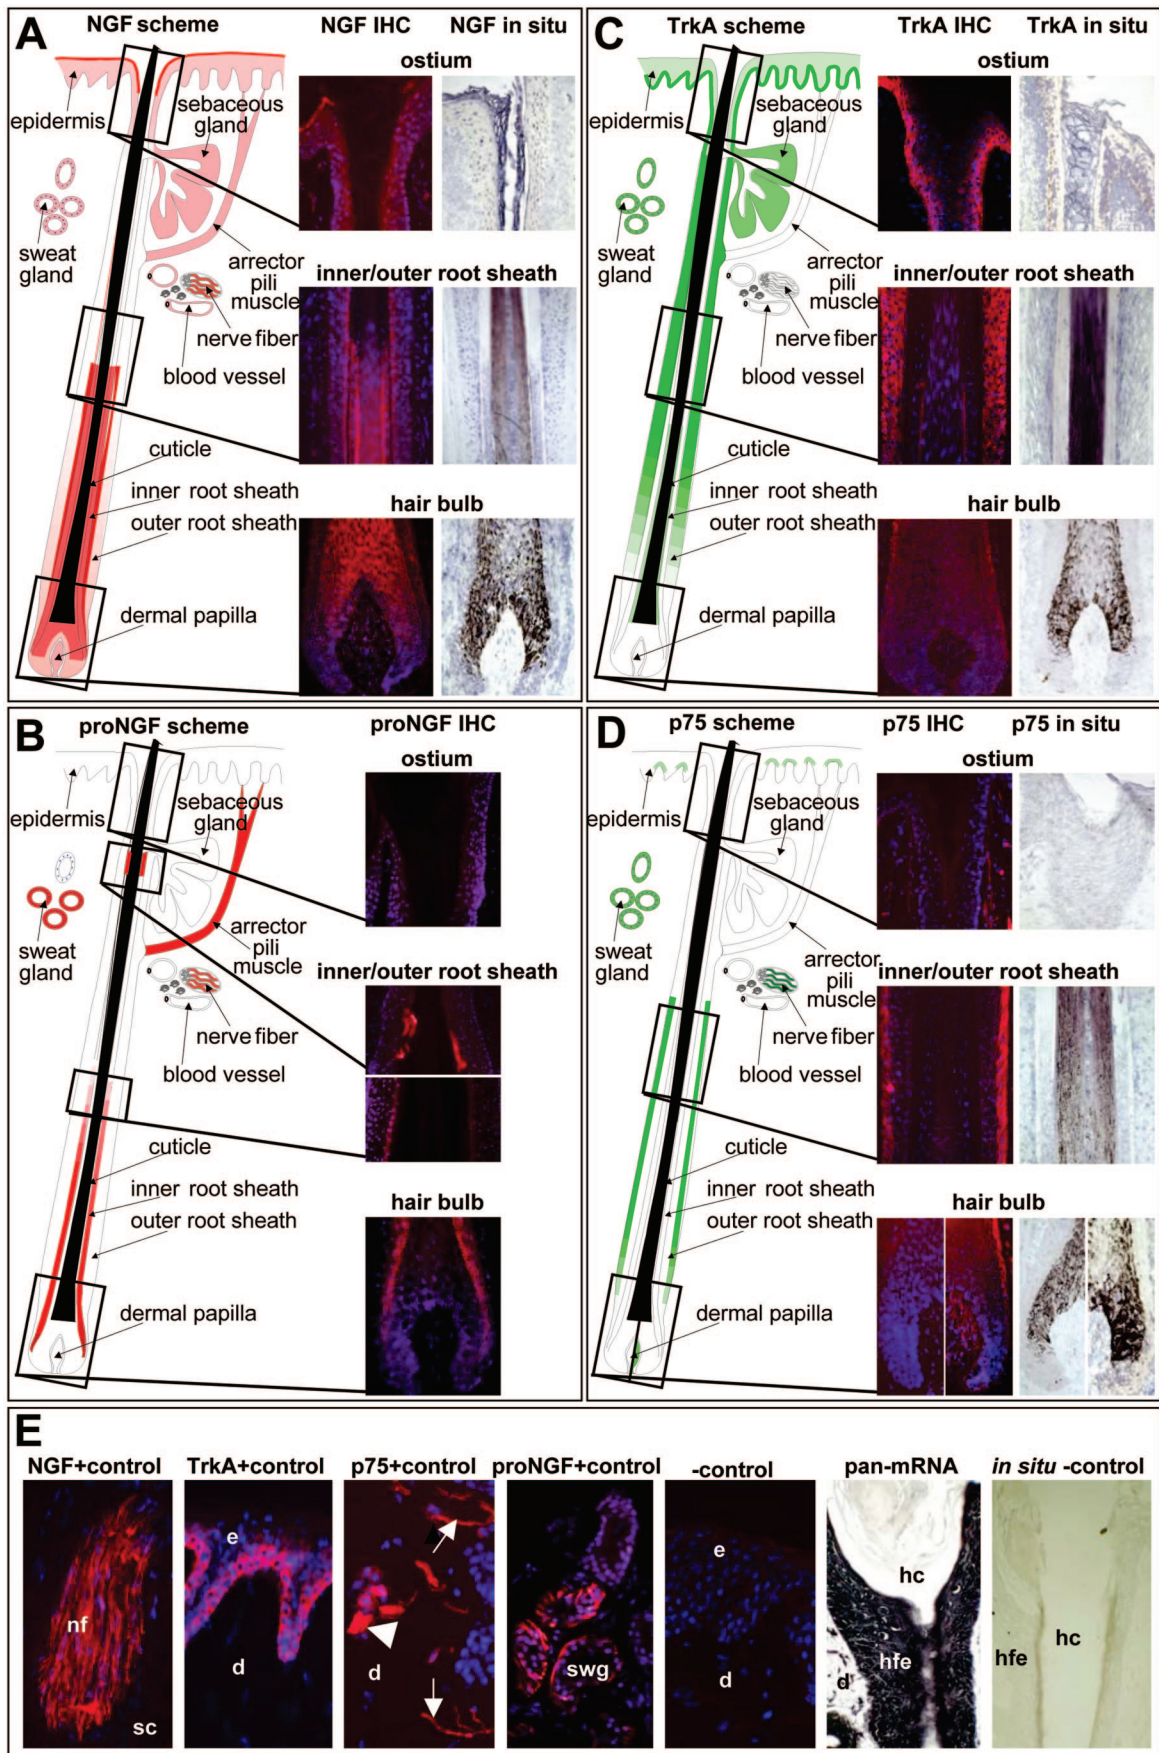 A
NGF scheme
NGF IHC
NGF in situ
ostium
epidermis
sebaceous
gland
sweat
gland
arrector
pili
muscle
inner/outer root sheath
nerve fiber
blood vessel
cuticle
inner root sheath
outer root sheath
hair bulb
dermal papilla
C
TrkA scheme
TrkA IHC
TrkA in situ
ostium
epidermis
sebaceous
gland
sweat
gland
arrector
pili
muscle
inner/outer root sheath
nerve fiber
blood vessel
cuticle
inner root sheath
outer root sheath
hair bulb
dermal papilla
B
proNGF scheme
proNGF IHC
ostium
epidermis
sebaceous
gland
sweat
gland
arrector
pili
muscle
inner/outer root sheath
nerve fiber
blood vessel
cuticle
inner root sheath
outer root sheath
hair bulb
dermal papilla
D
p75 scheme
p75 IHC
p75 in situ
ostium
epidermis
sebaceous
gland
sweat
gland
arrector
pili
muscle
inner/outer root sheath
nerve fiber
blood vessel
cuticle
inner root sheath
outer root sheath
hair bulb
dermal papilla
E
NGF+control
TrkA+control
p75+control
proNGF+control
-control
pan-mRNA
in situ -control
nf
sc
e
d
d
swg
e
d
hc
hfe
d
hc
hfe